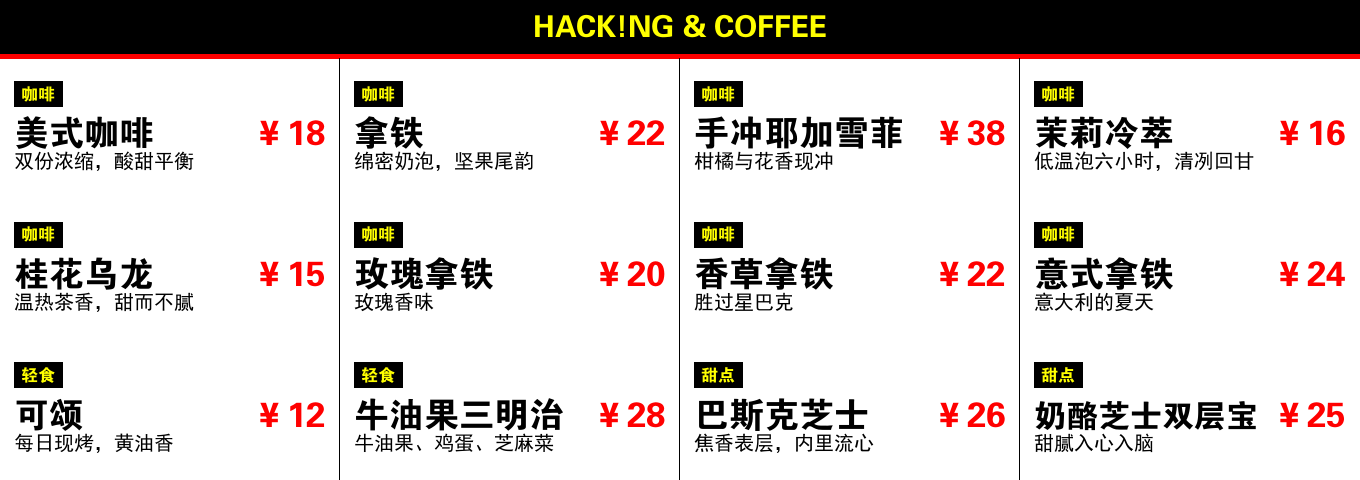 HACK!NG & COFFEE
咖啡
美式咖啡 ¥ 18
双份浓缩，酸甜平衡
咖啡
拿铁 ¥ 22
绵密奶泡，坚果尾韵
咖啡
手冲耶加雪菲 ¥ 38
柑橘与花香现冲
咖啡
茉莉冷萃 ¥ 16
低温泡六小时，清冽回甘
咖啡
桂花乌龙 ¥ 15
温热茶香，甜而不腻
咖啡
玫瑰拿铁 ¥ 20
玫瑰香味
咖啡
香草拿铁 ¥ 22
胜过星巴克
咖啡
意式拿铁 ¥ 24
意大利的夏天
轻食
可颂 ¥ 12
每日现烤，黄油香
轻食
牛油果三明治 ¥ 28
牛油果、鸡蛋、芝麻菜
甜点
巴斯克芝士 ¥ 26
焦香表层，内里流心
甜点
奶酪芝士双层宝 ¥ 25
甜腻入心入脑